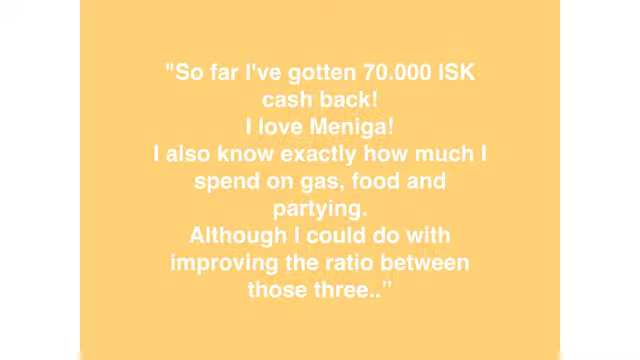 "So far I've gotten 70.000 ISK
cash back!
I love Meniga!
I also know exactly how much I
spend on gas, food and
partying.
Although I could do with
improving the ratio between
those three..”